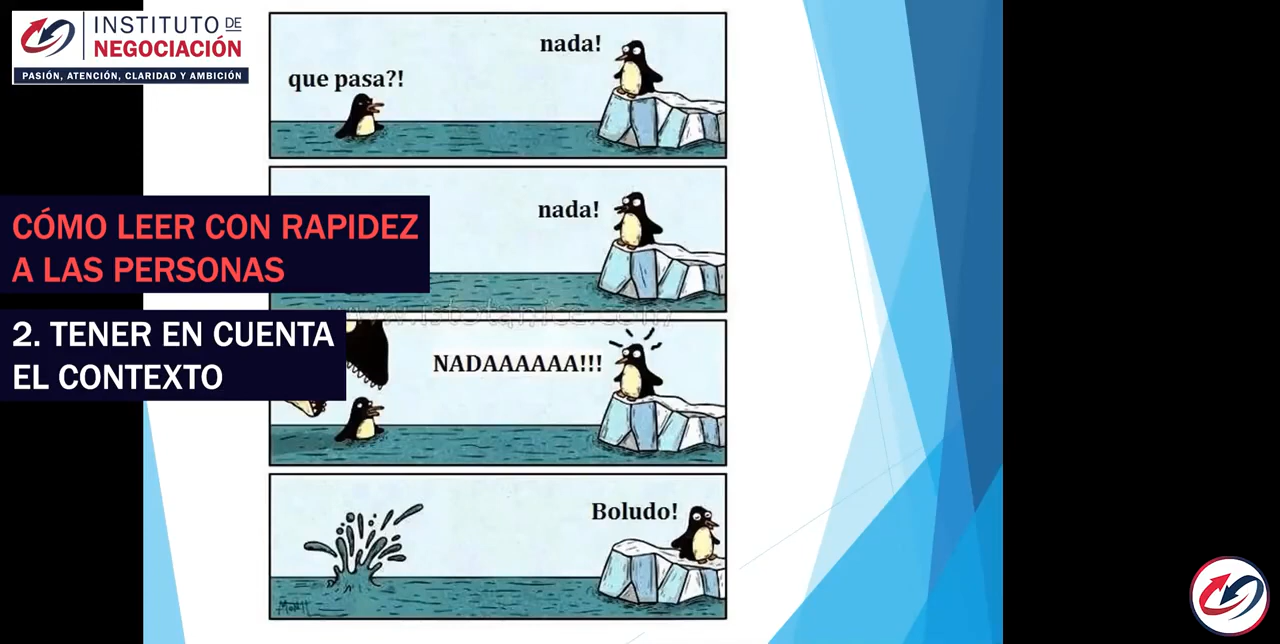 INSTITUTO DE
NEGOCIACIÓN
PASIÓN, ATENCIÓN, CLARIDAD Y AMBICIÓN
nada!
que pasa?!
CÓMO LEER CON RAPIDEZ
A LAS PERSONAS
nada!
2. TENER EN CUENTA
EL CONTEXTO
NADAAAAAA!!!
Boludo!